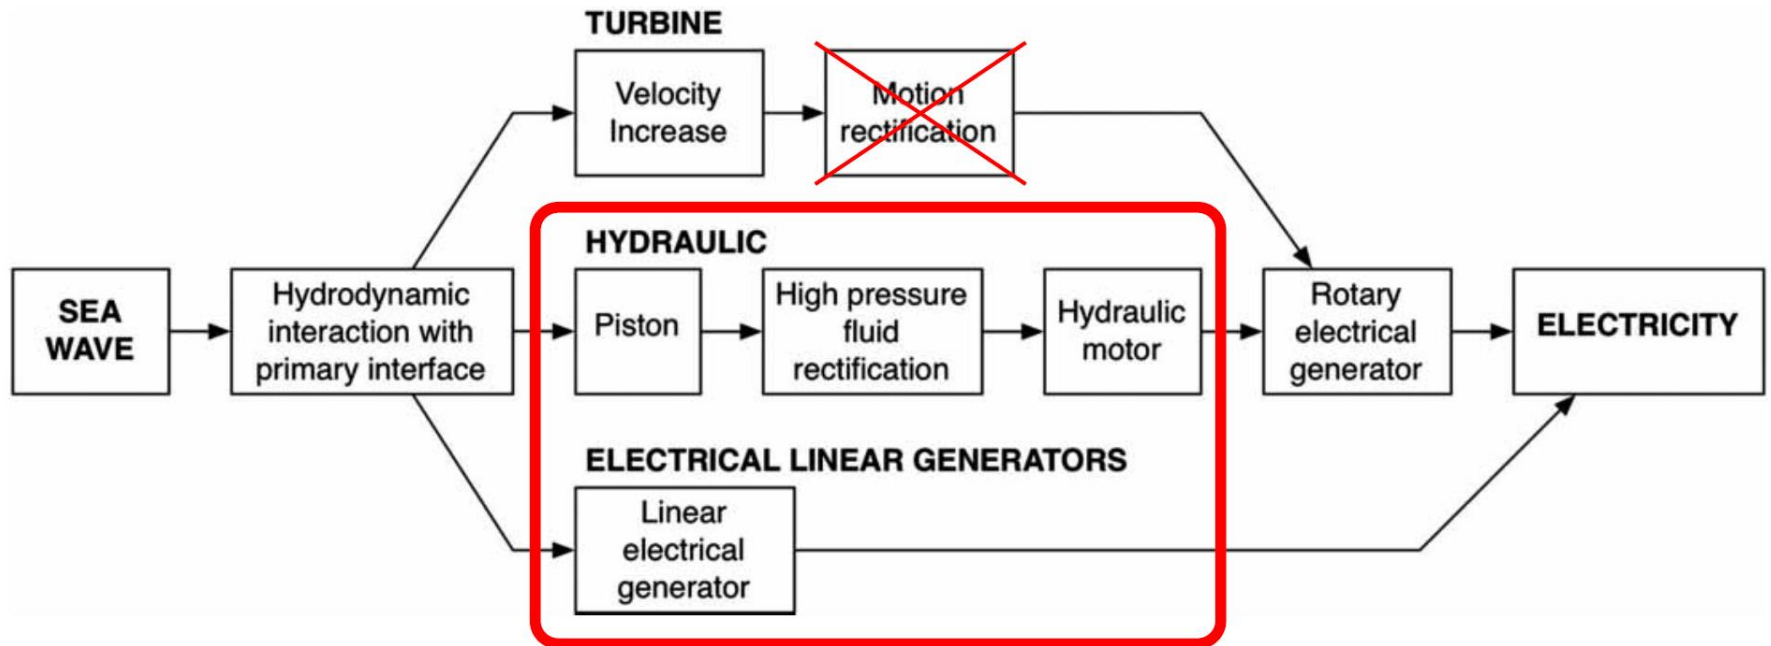 TURBINE
Velocity
Increase
Motion
rectification
HYDRAULIC
SEA
WAVE
Hydrodynamic
interaction with
primary interface
Piston
High pressure
fluid
rectification
Hydraulic
motor
Rotary
electrical
generator
ELECTRICITY
ELECTRICAL LINEAR GENERATORS
Linear
electrical
generator